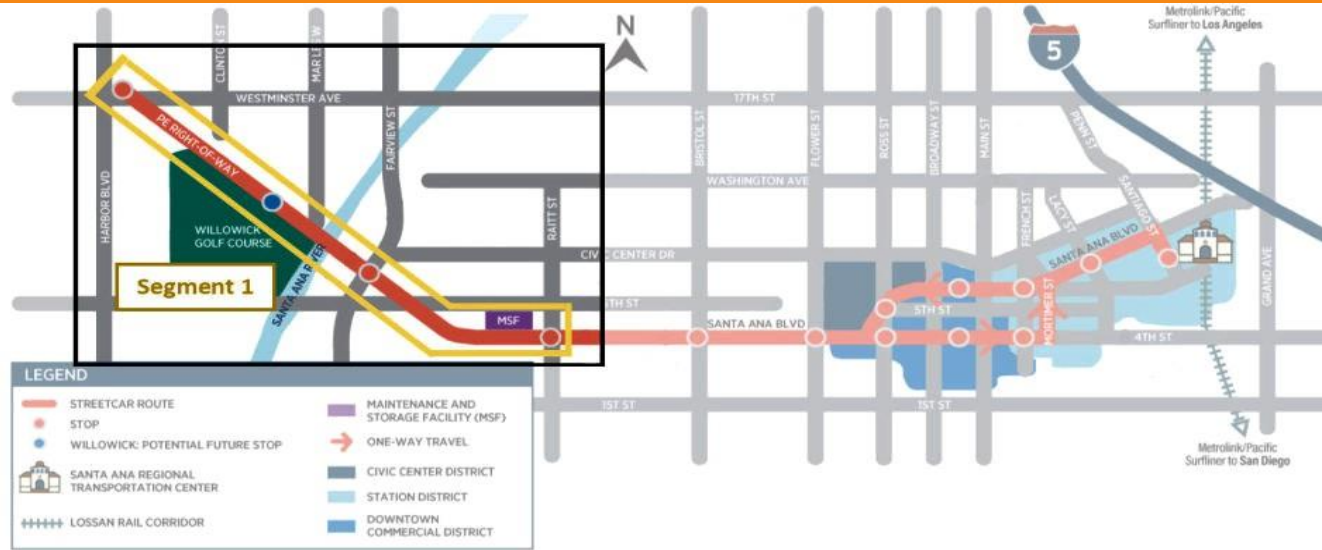 Metrolink/Pacific
Surfliner to Los Angeles
N
5
HARBOR BLVD
CLINTON ST
FAIRVIEW ST
WESTMINSTER AVE
17TH ST
PE RIGHT-OF-WAY
BRISTOL ST
FLOWER ST
ROSS ST
BROADWAY ST
MAIN ST
PENN ST
WASHINGTON AVE
SANTIAGO ST
RAITT ST
FRENCH ST
LACY ST
WILLOWICK
GOLF COURSE
SANTA ANA RIVER
CIVIC CENTER DR
SANTA ANA BLVD
GRAND AVE
Segment 1
MSF
5TH ST
MORTIMER ST
SANTA ANA BLVD
4TH ST
1ST ST
1ST ST
Metrolink/Pacific
Surfliner to San Diego
LEGEND
STREETCAR ROUTE
STOP
WILLOWICK: POTENTIAL FUTURE STOP
SANTA ANA REGIONAL
TRANSPORTATION CENTER
LOSSAN RAIL CORRIDOR
MAINTENANCE AND
STORAGE FACILITY (MSF)
ONE-WAY TRAVEL
CIVIC CENTER DISTRICT
STATION DISTRICT
DOWNTOWN
COMMERCIAL DISTRICT